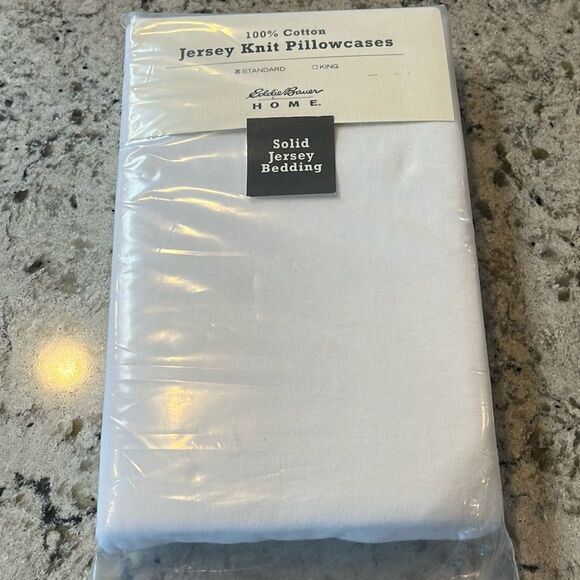 100% Cotton
Jersey Knit Pillowcases
☒ STANDARD ☐ KING
Eddie Bauer
HOME.
Solid
Jersey
Bedding